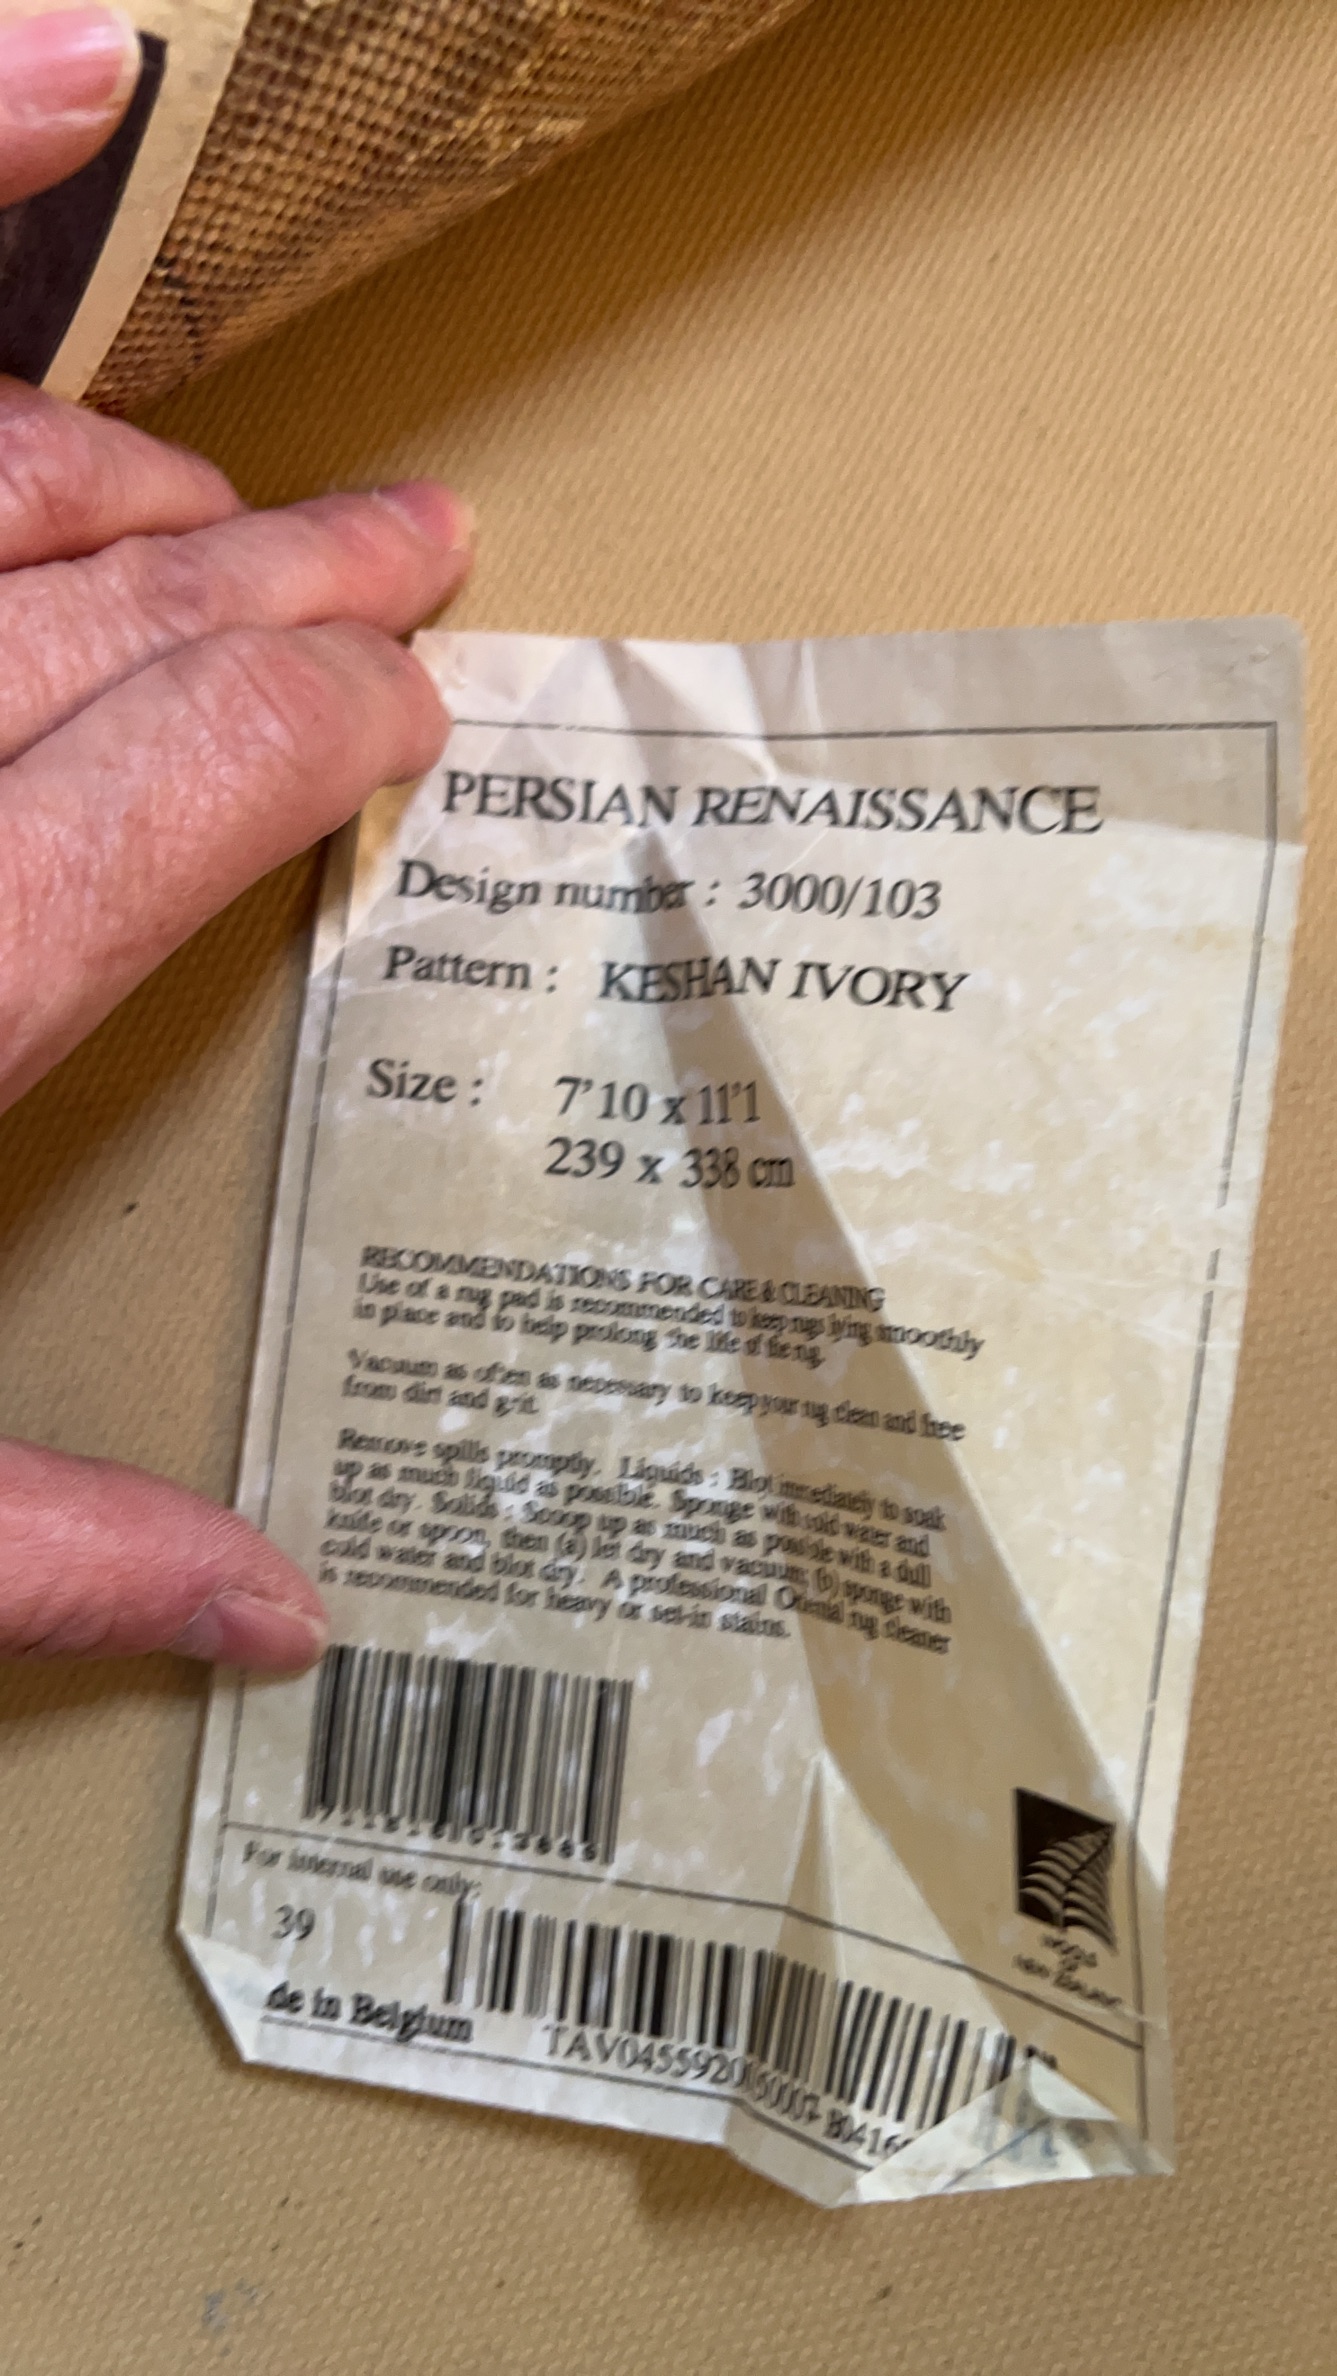 PERSIAN RENAISSANCE
Design number : 3000/103
Pattern : KESHAN IVORY
Size : 7'10 x 11'1
239 x 338 cm
RECOMMENDATIONS FOR CARE & CLEANING
Use of a rug pad is recommended to keep rugs lying smoothly
in place and to help prolong the life of the rug.
Vacuum as often as necessary to keep your rug clean and free
from dirt and grit.
Remove spills promptly. Liquids : Blot immediately to soak
up as much liquid as possible. Sponge with cold water and
blot dry. Solids : Scoop up as much as possible with a dull
knife or spoon, then (a) let dry and vacuum; (b) sponge with
cold water and blot dry. A professional Oriental rug cleaner
is recommended for heavy or set-in stains.
For internal use only:
39
de in Belgium